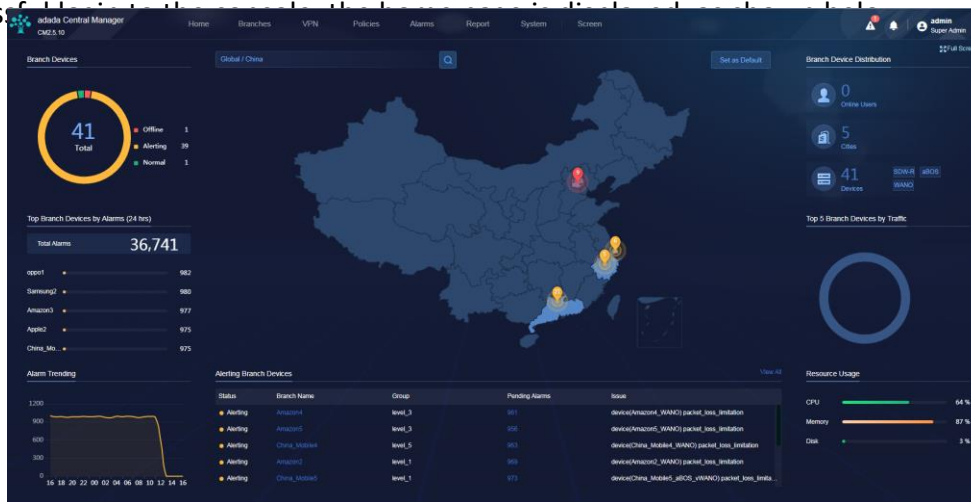 adada Central Manager
CM2.5.10
Home Branches VPN Policies Alarms Report System Screen
admin
Super Admin
Full Scre
Branch Devices
Global / China
Set as Default
Branch Device Distribution
41
Total
Offline 1
Alerting 39
Normal 1
0
Online Users
5
Cities
41
Devices
SDW-R aBOS
WANO
Top Branch Devices by Alarms (24 hrs)
Total Alarms 36,741
oppo1 982
Samsung2 980
Amazon3 977
Apple2 975
China_Mo... 975
Top 5 Branch Devices by Traffic
Alarm Trending
1200
900
600
300
0
16 18 20 22 00 02 04 06 08 10 12 14 16
Alerting Branch Devices
View All
Status Branch Name Group Pending Alarms Issue
Alerting Amazon4 level_3 961 device(Amazon4_WANO) packet_loss_limitation
Alerting Amazon5 level_3 956 device(Amazon5_WANO) packet_loss_limitation
Alerting China_Mobile4 level_5 963 device(China_Mobile4_WANO) packet_loss_limitation
Alerting Amazon2 level_1 969 device(Amazon2_WANO) packet_loss_limitation
Alerting China_Mobile5 level_1 973 device(China_Mobile5_aBOS_vWANO) packet_loss_limita...
Resource Usage
CPU 64 %
Memory 87 %
Disk 3 %